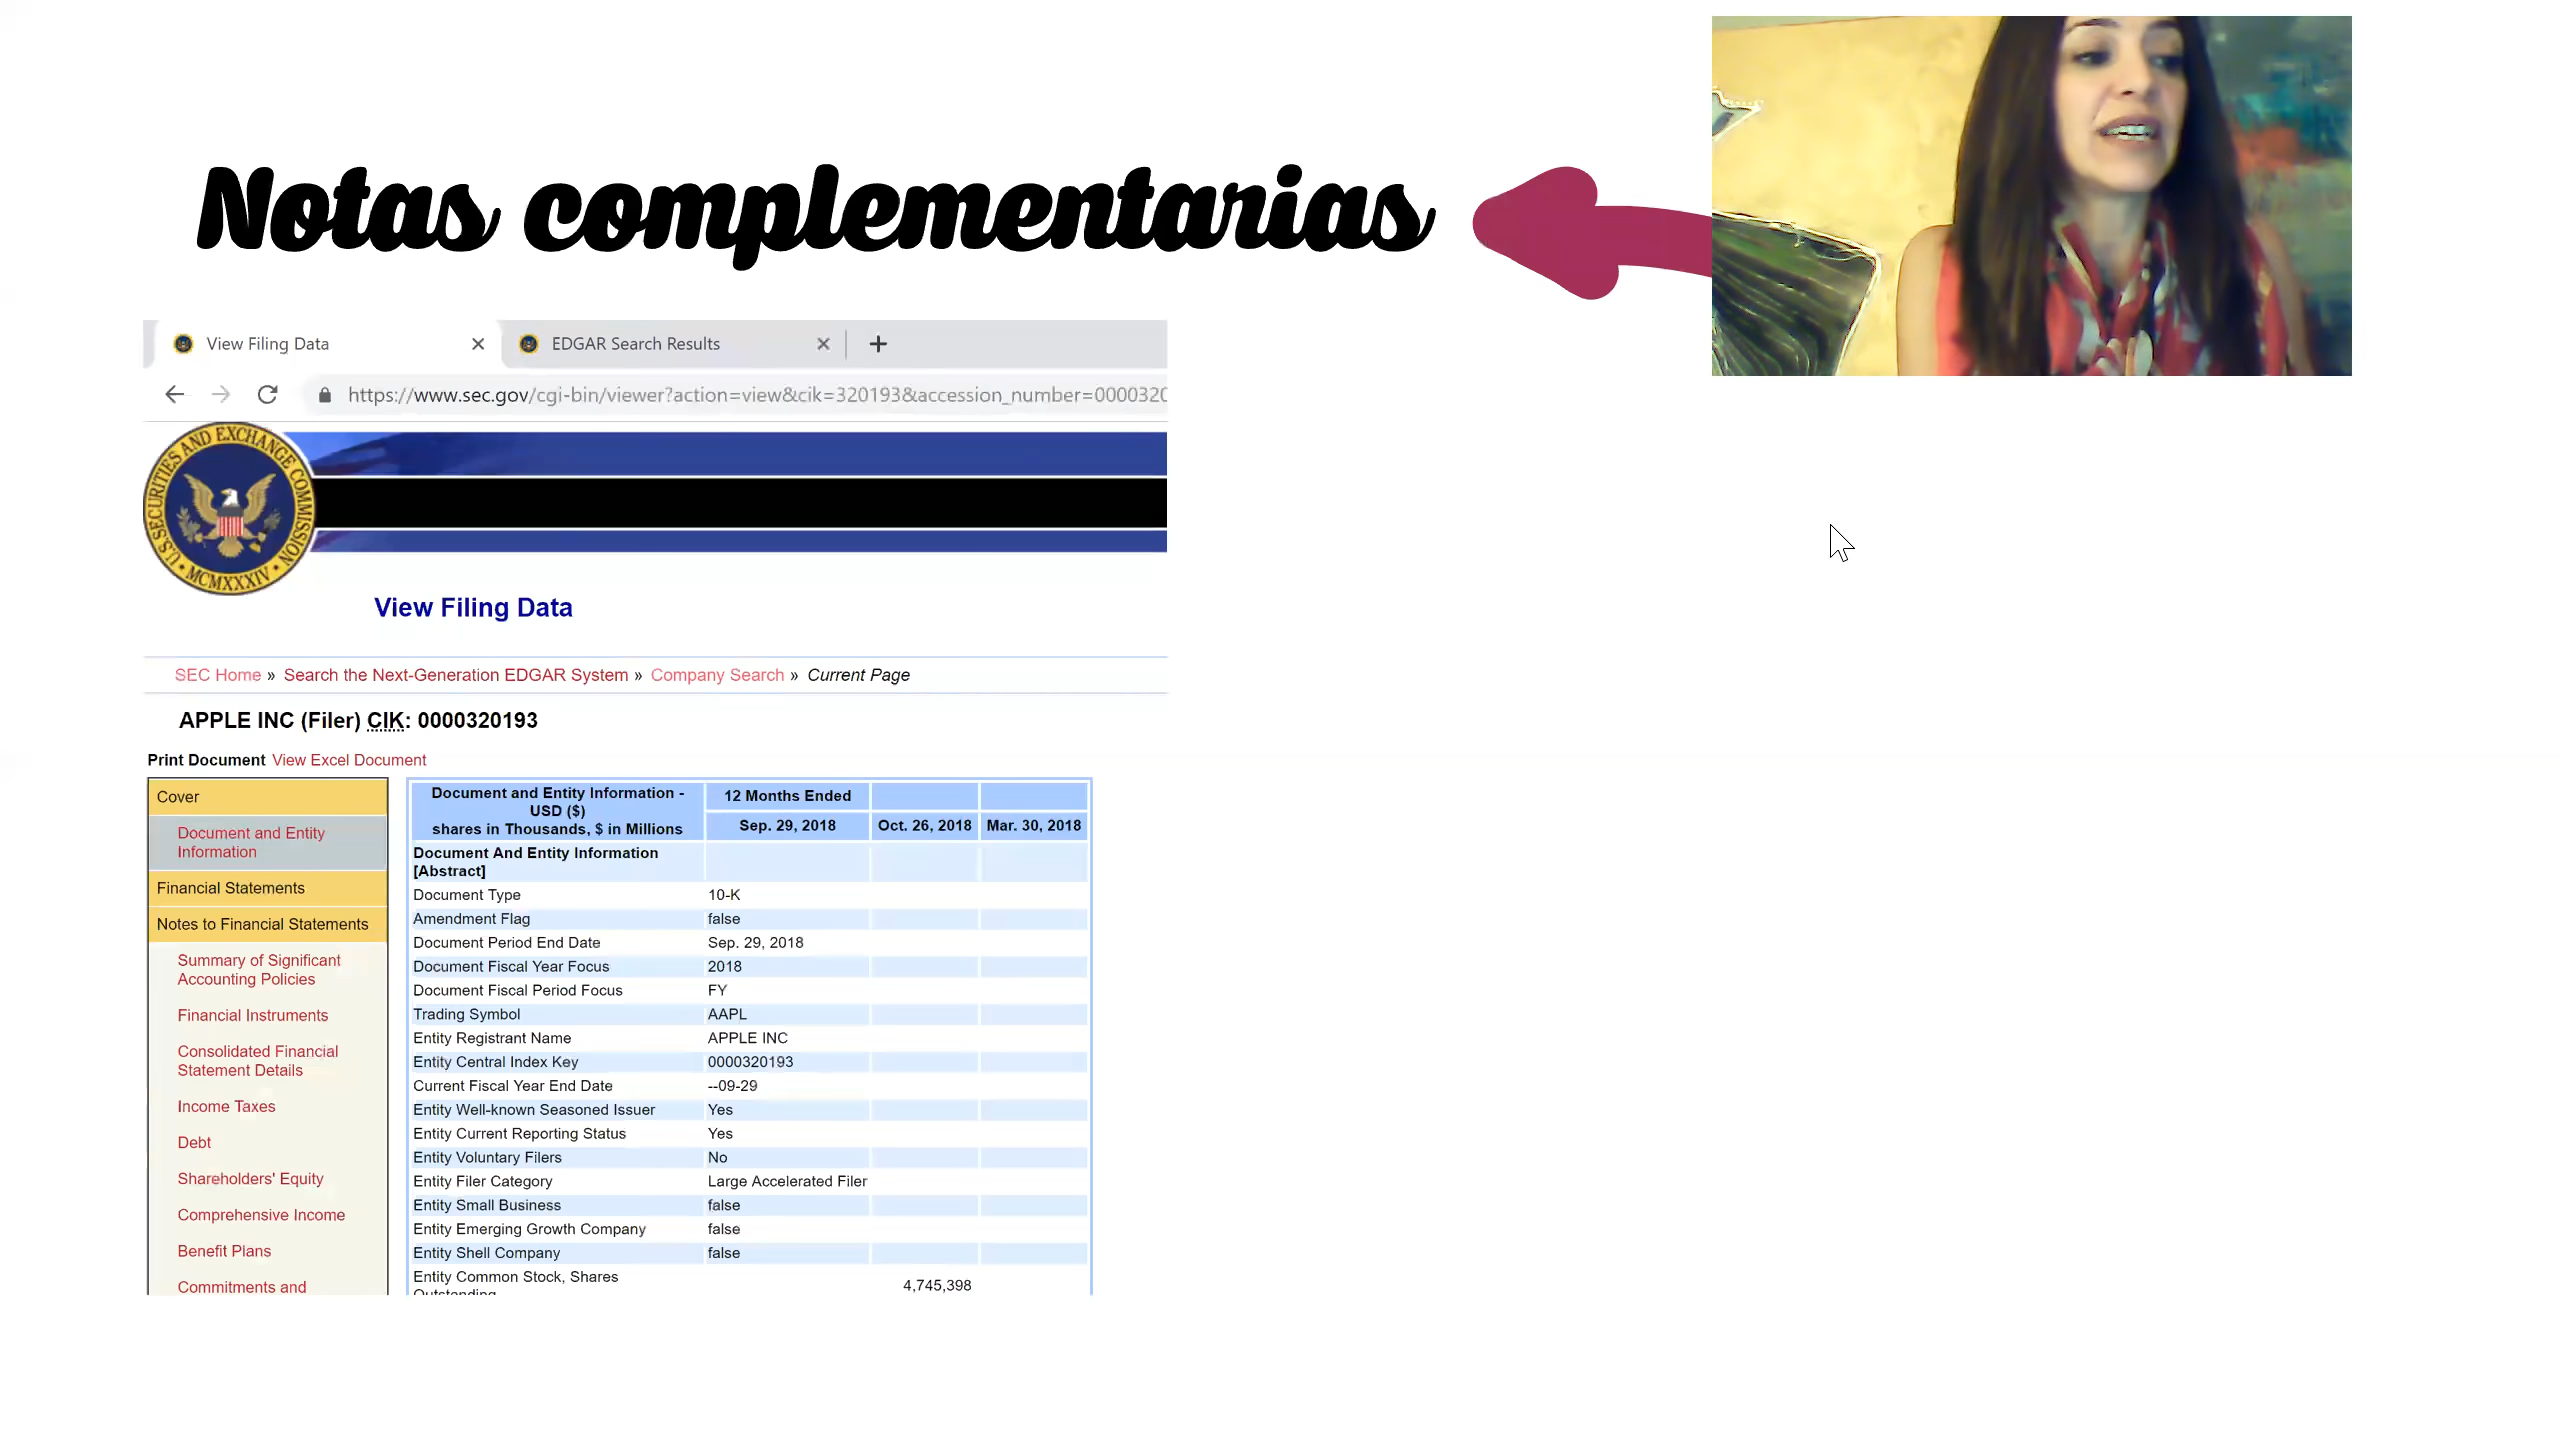 Notas complementarias
View Filing Data
EDGAR Search Results
https://www.sec.gov/cgi-bin/viewer?action=view&cik=320193&accession_number=0000320
U.S. SECURITIES AND EXCHANGE COMMISSION
MCMXXXIV
View Filing Data
SEC Home » Search the Next-Generation EDGAR System » Company Search » Current Page
APPLE INC (Filer) CIK: 0000320193
Print Document View Excel Document
Cover
Document and Entity
Information
Financial Statements
Notes to Financial Statements
Summary of Significant
Accounting Policies
Financial Instruments
Consolidated Financial
Statement Details
Income Taxes
Debt
Shareholders' Equity
Comprehensive Income
Benefit Plans
Commitments and
Document and Entity Information -
USD ($)
shares in Thousands, $ in Millions
12 Months Ended
Sep. 29, 2018 Oct. 26, 2018 Mar. 30, 2018
Document And Entity Information
[Abstract]
Document Type 10-K
Amendment Flag false
Document Period End Date Sep. 29, 2018
Document Fiscal Year Focus 2018
Document Fiscal Period Focus FY
Trading Symbol AAPL
Entity Registrant Name APPLE INC
Entity Central Index Key 0000320193
Current Fiscal Year End Date --09-29
Entity Well-known Seasoned Issuer Yes
Entity Current Reporting Status Yes
Entity Voluntary Filers No
Entity Filer Category Large Accelerated Filer
Entity Small Business false
Entity Emerging Growth Company false
Entity Shell Company false
Entity Common Stock, Shares
Outstanding 4,745,398